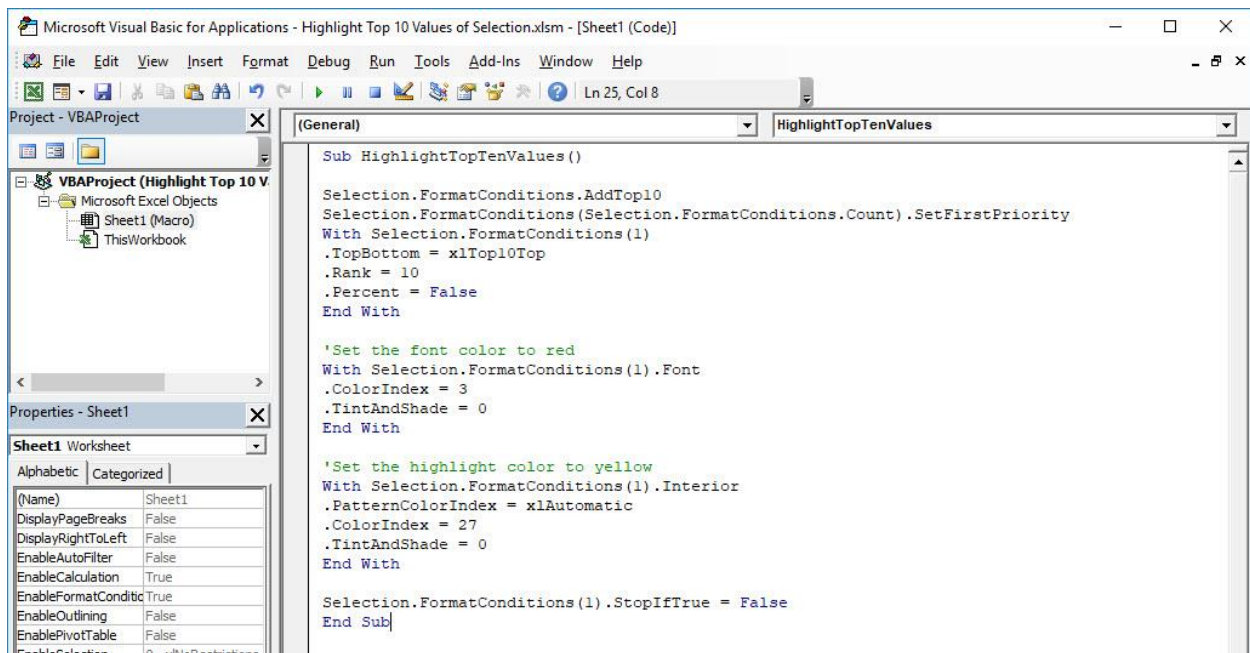 Microsoft Visual Basic for Applications - Highlight Top 10 Values of Selection.xlsm - [Sheet1 (Code)]
File Edit View Insert Format Debug Run Tools Add-Ins Window Help
Ln 25, Col 8
Project - VBAProject
(General)
HighlightTopTenValues
VBAProject (Highlight Top 10 V
Microsoft Excel Objects
Sheet1 (Macro)
ThisWorkbook
Properties - Sheet1
Sheet1 Worksheet
Alphabetic Categorized
(Name) Sheet1
DisplayPageBreaks False
DisplayRightToLeft False
EnableAutoFilter False
EnableCalculation True
EnableFormatConditic True
EnableOutlining False
EnablePivotTable False
Sub HighlightTopTenValues()
Selection.FormatConditions.AddTop10
Selection.FormatConditions(Selection.FormatConditions.Count).SetFirstPriority
With Selection.FormatConditions(1)
.TopBottom = xlTop10Top
.Rank = 10
.Percent = False
End With
'Set the font color to red
With Selection.FormatConditions(1).Font
.ColorIndex = 3
.TintAndShade = 0
End With
'Set the highlight color to yellow
With Selection.FormatConditions(1).Interior
.PatternColorIndex = xlAutomatic
.ColorIndex = 27
.TintAndShade = 0
End With
Selection.FormatConditions(1).StopIfTrue = False
End Sub